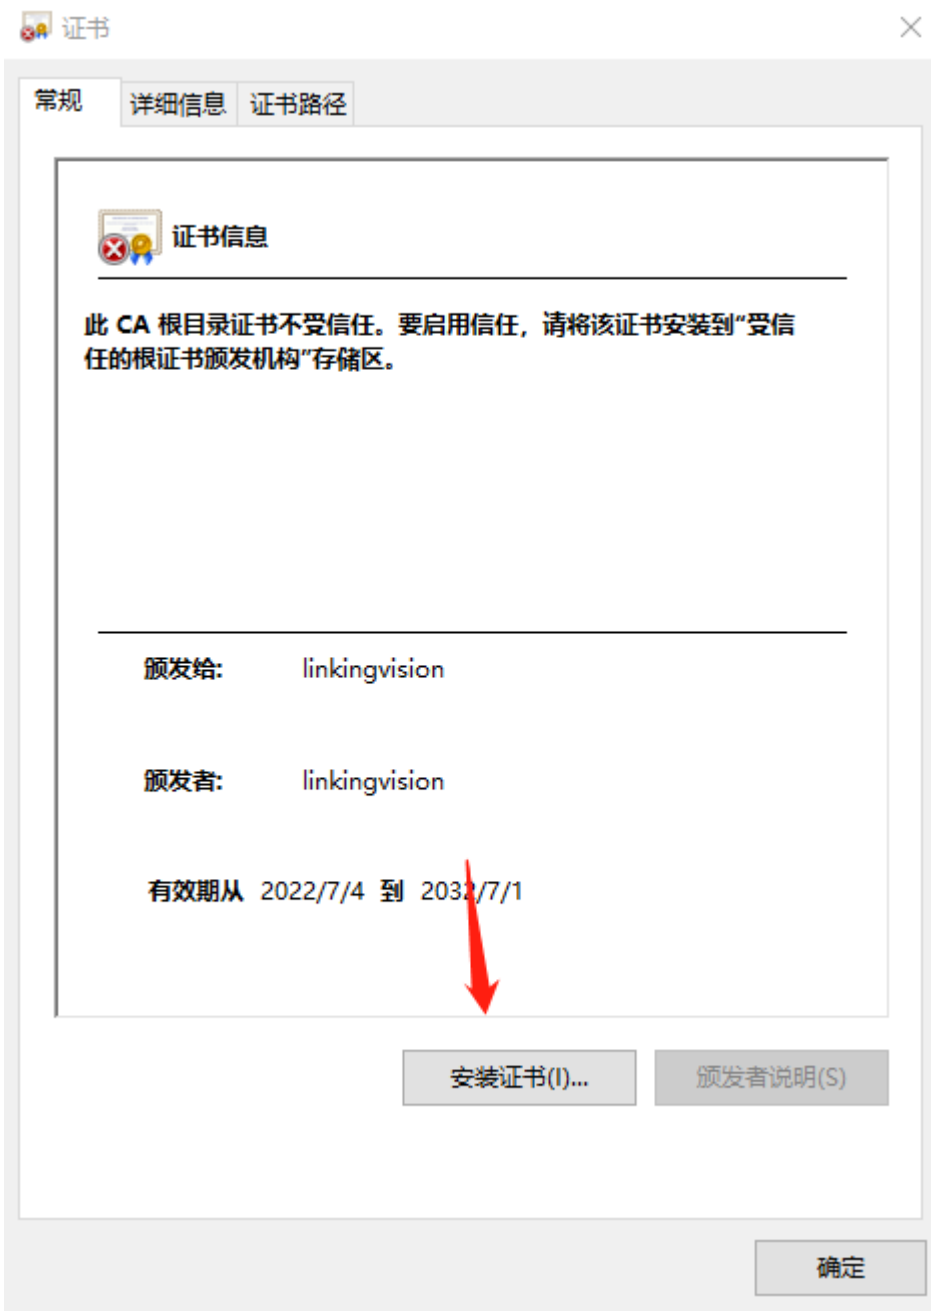 证书
常规 详细信息 证书路径
证书信息
此 CA 根目录证书不受信任。要启用信任，请将该证书安装到"受信
任的根证书颁发机构"存储区。
颁发给: linkingvision
颁发者: linkingvision
有效期从 2022/7/4 到 2032/7/1
安装证书(I)... 颁发者说明(S)
确定